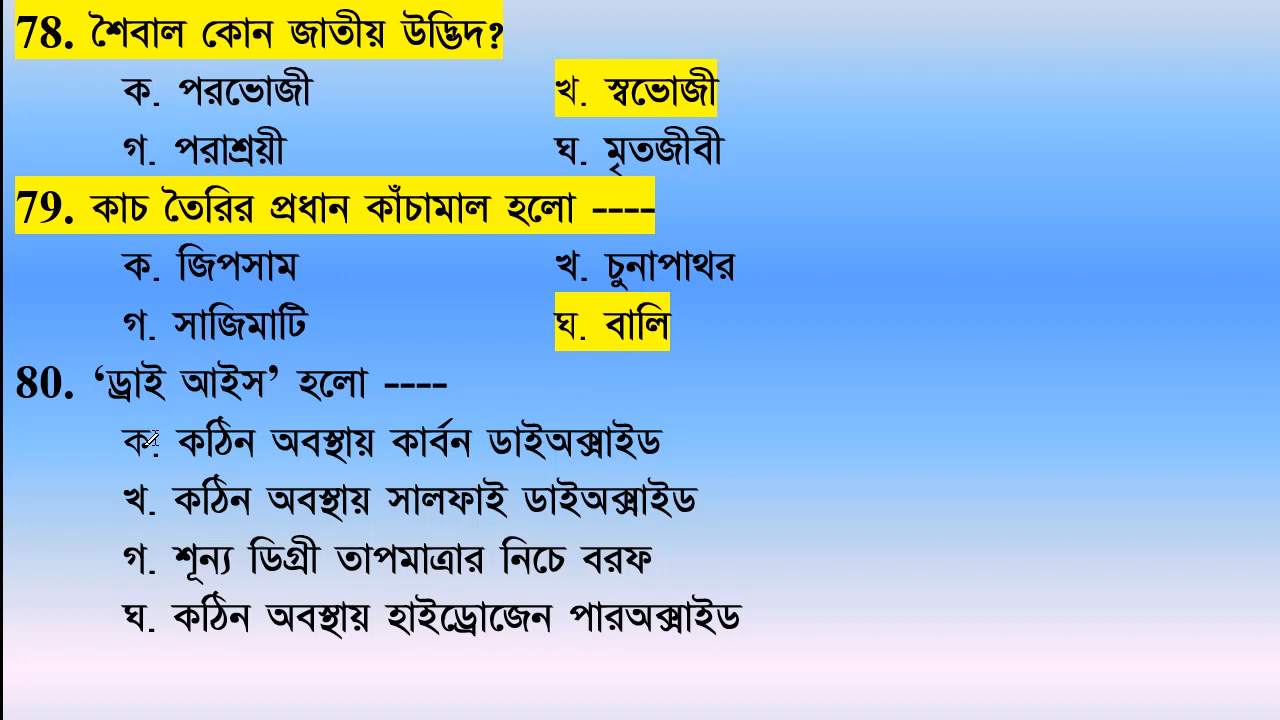 78. শৈবাল কোন জাতীয় উদ্ভিদ?
ক. পরভোজী খ. স্বভোজী
গ. পরাশ্রয়ী ঘ. মৃতজীবী
79. কাচ তৈরির প্রধান কাঁচামাল হলো ----
ক. জিপসাম খ. চুনাপাথর
গ. সাজিমাটি ঘ. বালি
80. ‘ড্রাই আইস’ হলো ----
ক. কঠিন অবস্থায় কার্বন ডাইঅক্সাইড
খ. কঠিন অবস্থায় সালফাই ডাইঅক্সাইড
গ. শূন্য ডিগ্রী তাপমাত্রার নিচে বরফ
ঘ. কঠিন অবস্থায় হাইড্রোজেন পারঅক্সাইড